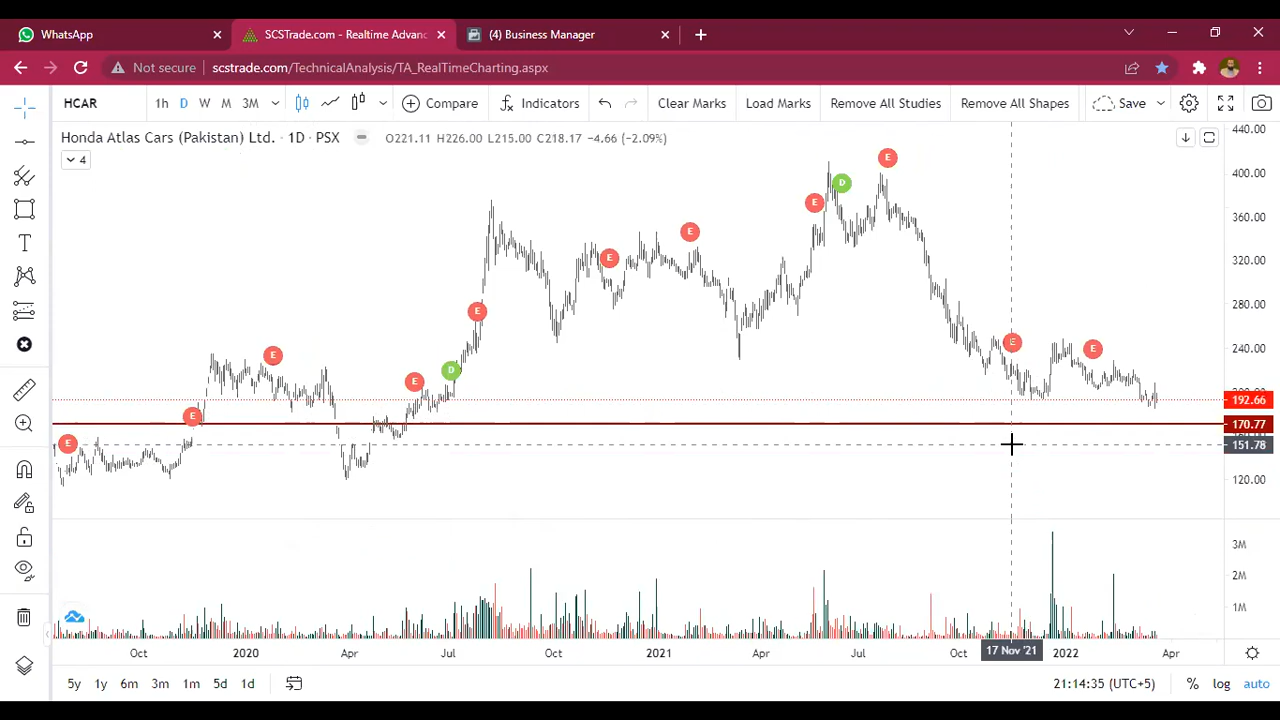 WhatsApp
SCSTrade.com - Realtime Advanc
(4) Business Manager
Not secure
scstrade.com/TechnicalAnalysis/TA_RealTimeCharting.aspx
HCAR
1h D W M 3M
Compare
Indicators
Clear Marks
Load Marks
Remove All Studies
Remove All Shapes
Save
Honda Atlas Cars (Pakistan) Ltd. · 1D · PSX
O221.11 H226.00 L215.00 C218.17 −4.66 (−2.09%)
4
440.00
400.00
360.00
320.00
280.00
240.00
192.66
170.77
151.78
120.00
3M
2M
1M
E
E
E
E
D
E
E
E
E
D
E
E
E
Oct 2020 Apr Jul Oct 2021 Apr Jul Oct 17 Nov '21 2022 Apr
5y 1y 6m 3m 1m 5d 1d
21:14:35 (UTC+5)
% log auto